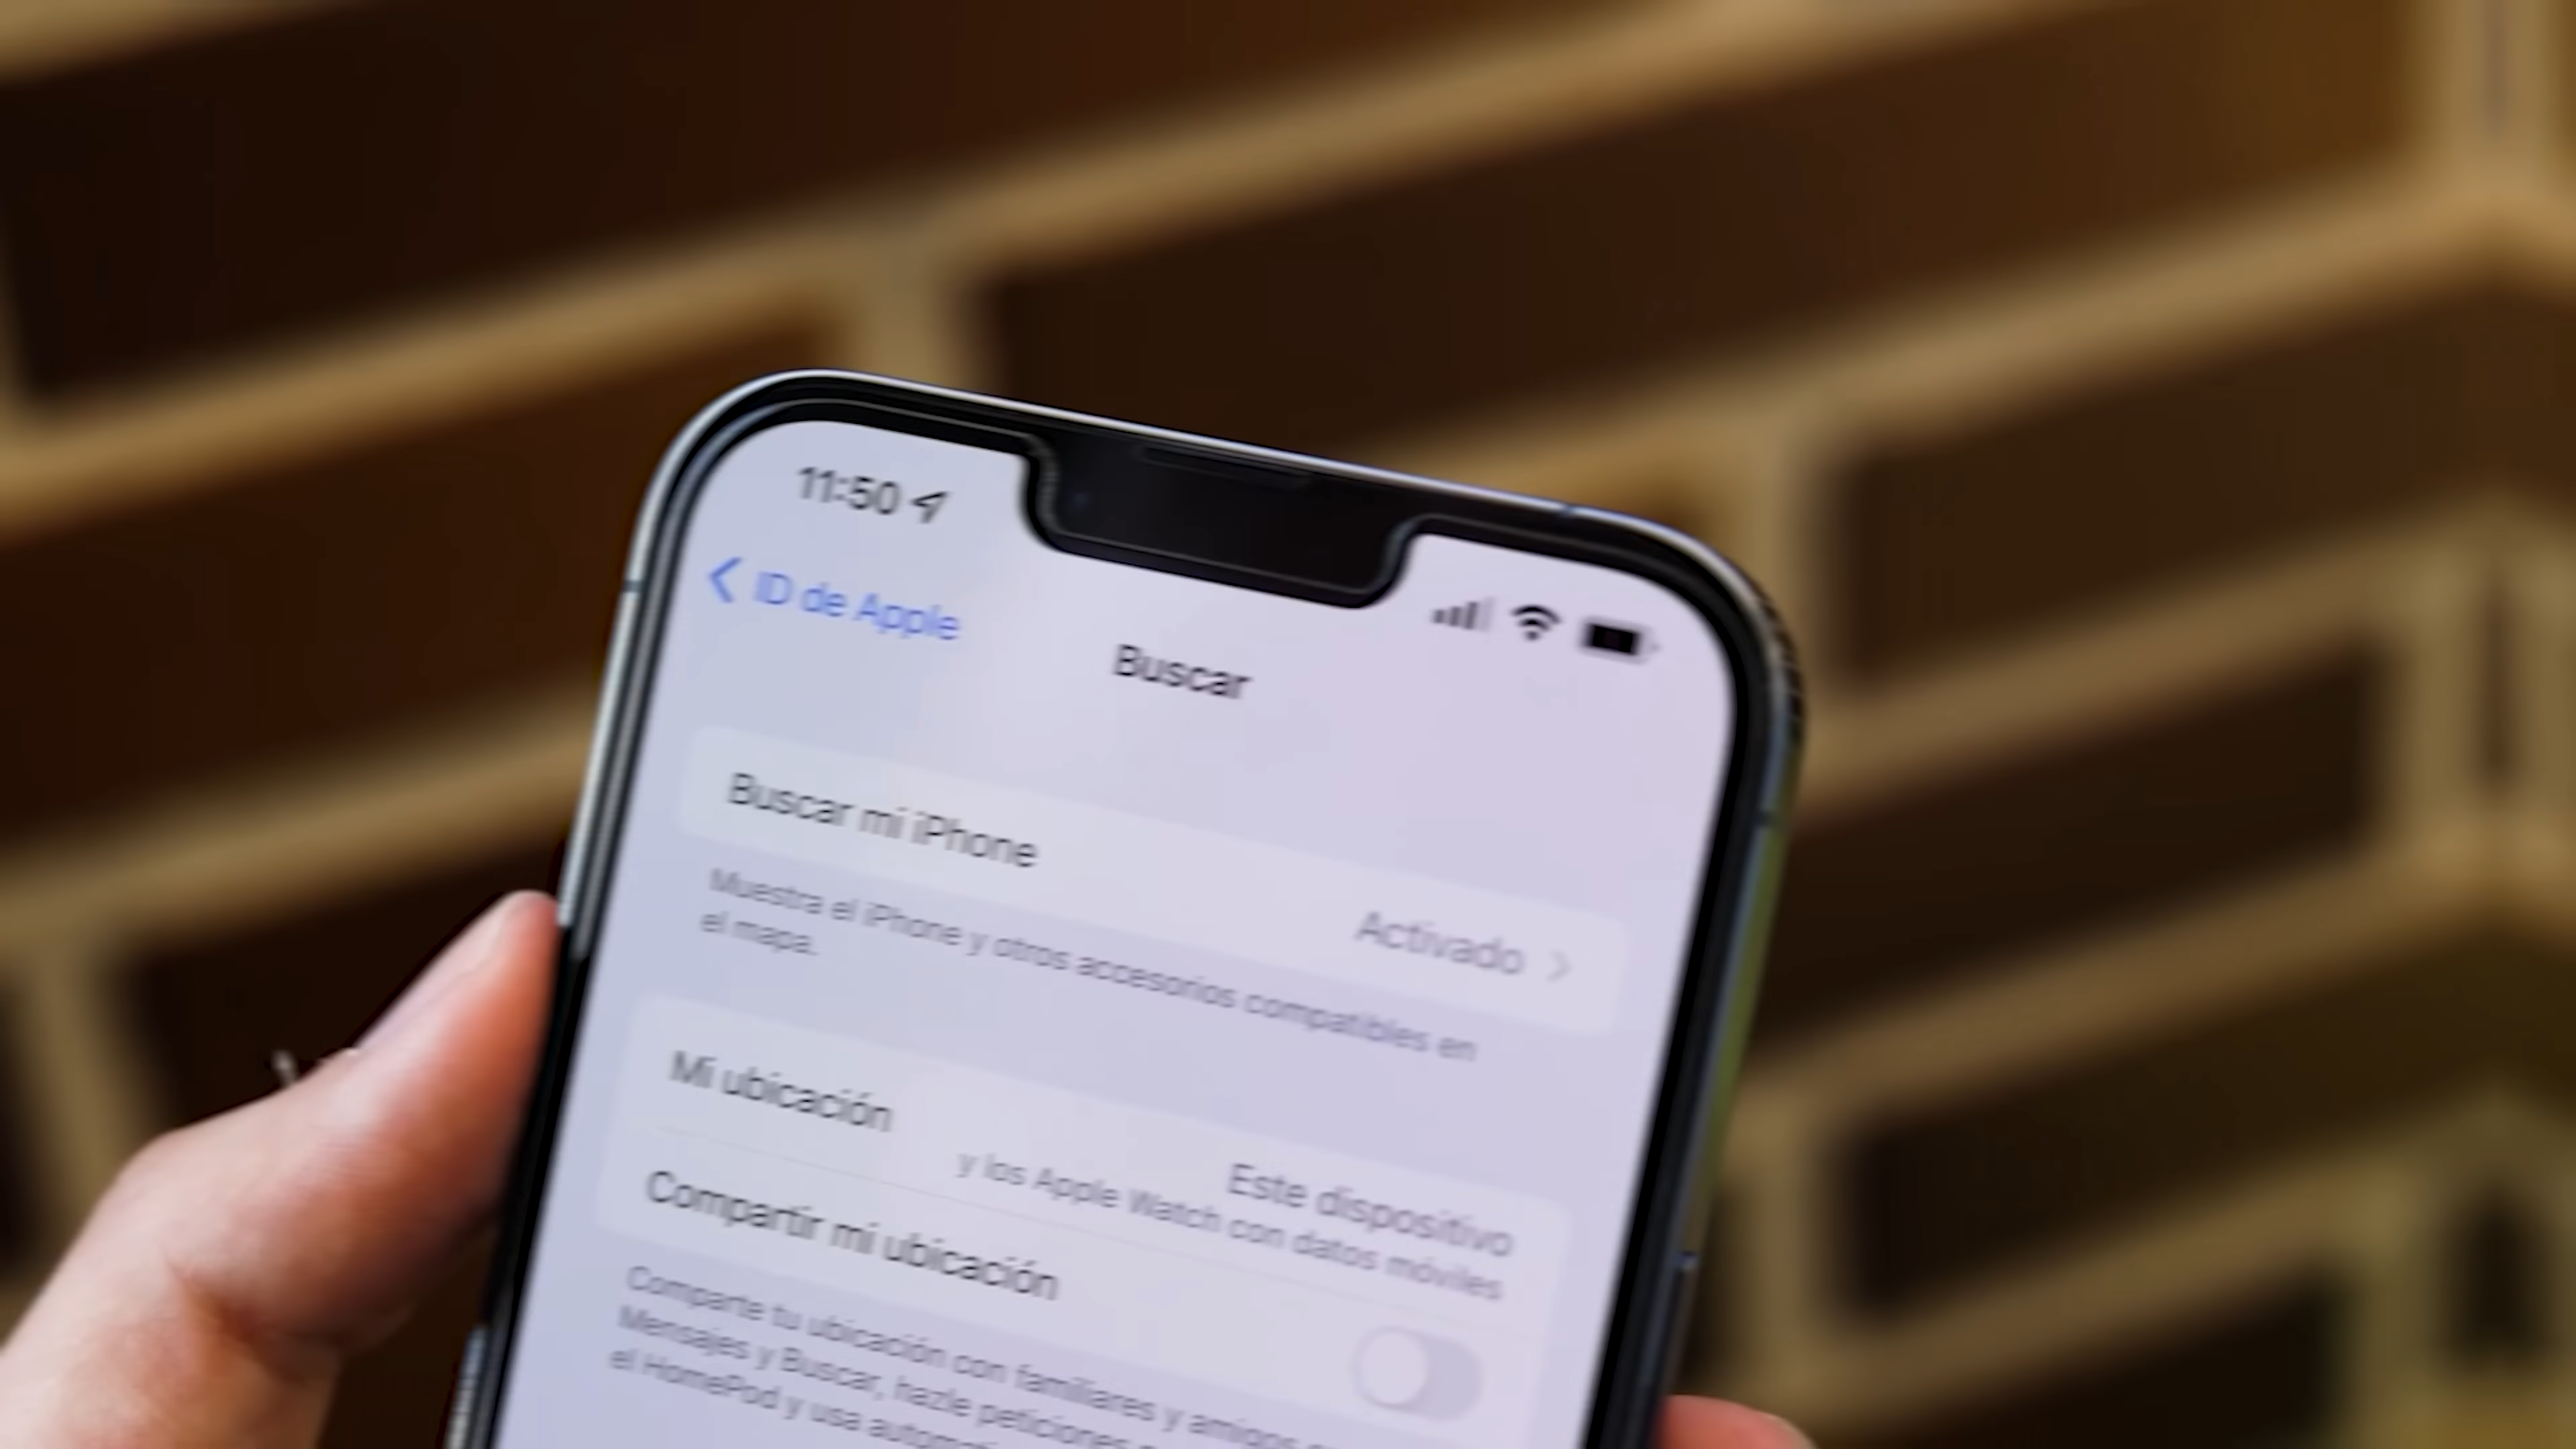 11:50
ID de Apple
Buscar
Buscar mi iPhone
Activado
Muestra el iPhone y otros accesorios compatibles en
el mapa.
Mi ubicación
Este dispositivo
y los Apple Watch con datos móviles
Compartir mi ubicación
Comparte tu ubicación con familiares y amigos
Mensajes y Buscar, hazle peticiones
el HomePod y usa